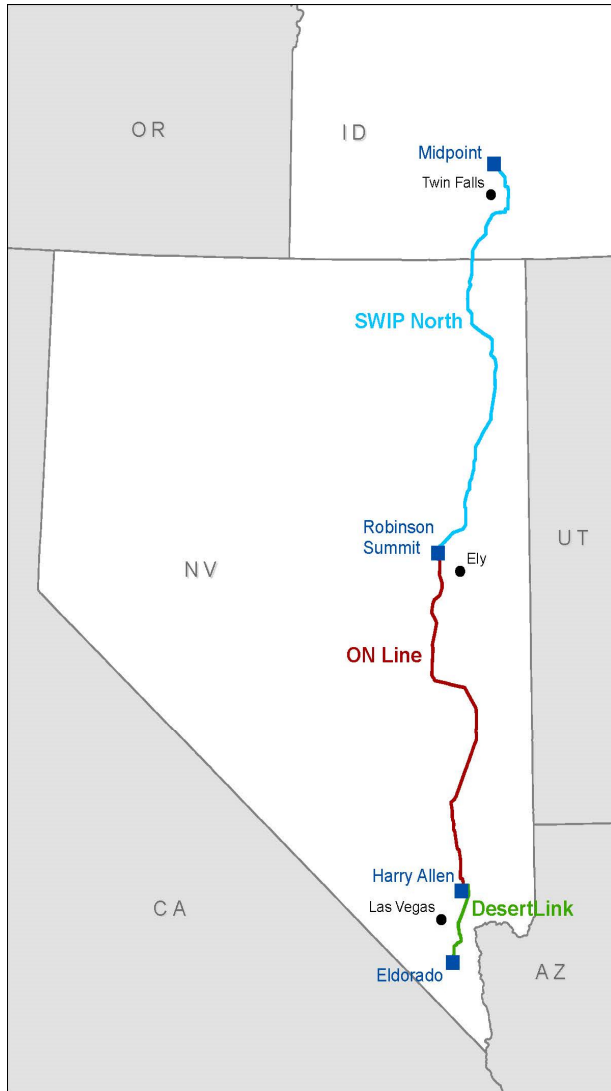 OR
ID
Midpoint
Twin Falls
SWIP North
Robinson
Summit
UT
Ely
NV
ON Line
Harry Allen
DesertLink
Las Vegas
CA
Eldorado
AZ